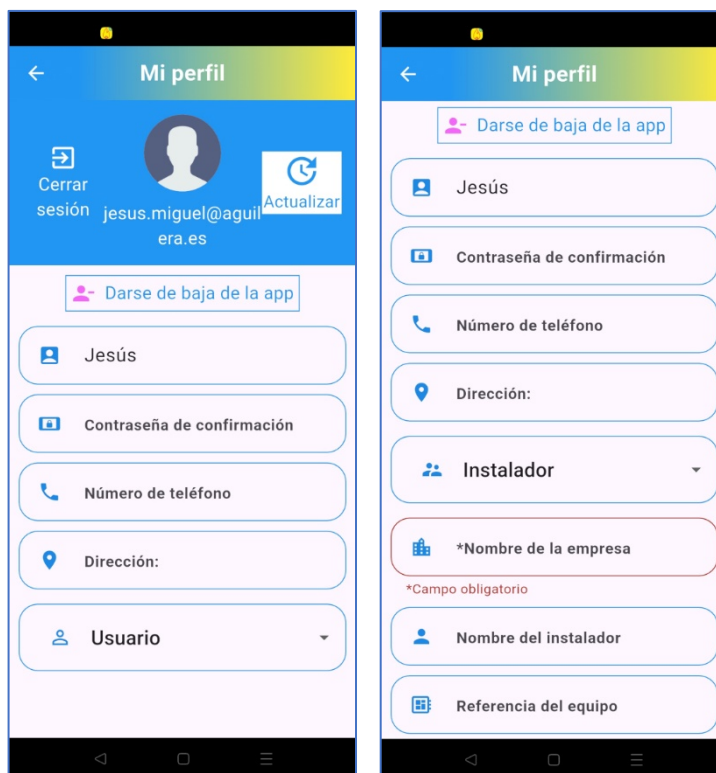 Mi perfil
Cerrar
sesión
jesus.miguel@aguil
era.es
Actualizar
Darse de baja de la app
Jesús
Contraseña de confirmación
Número de teléfono
Dirección:
Usuario
Mi perfil
Darse de baja de la app
Jesús
Contraseña de confirmación
Número de teléfono
Dirección:
Instalador
*Nombre de la empresa
*Campo obligatorio
Nombre del instalador
Referencia del equipo